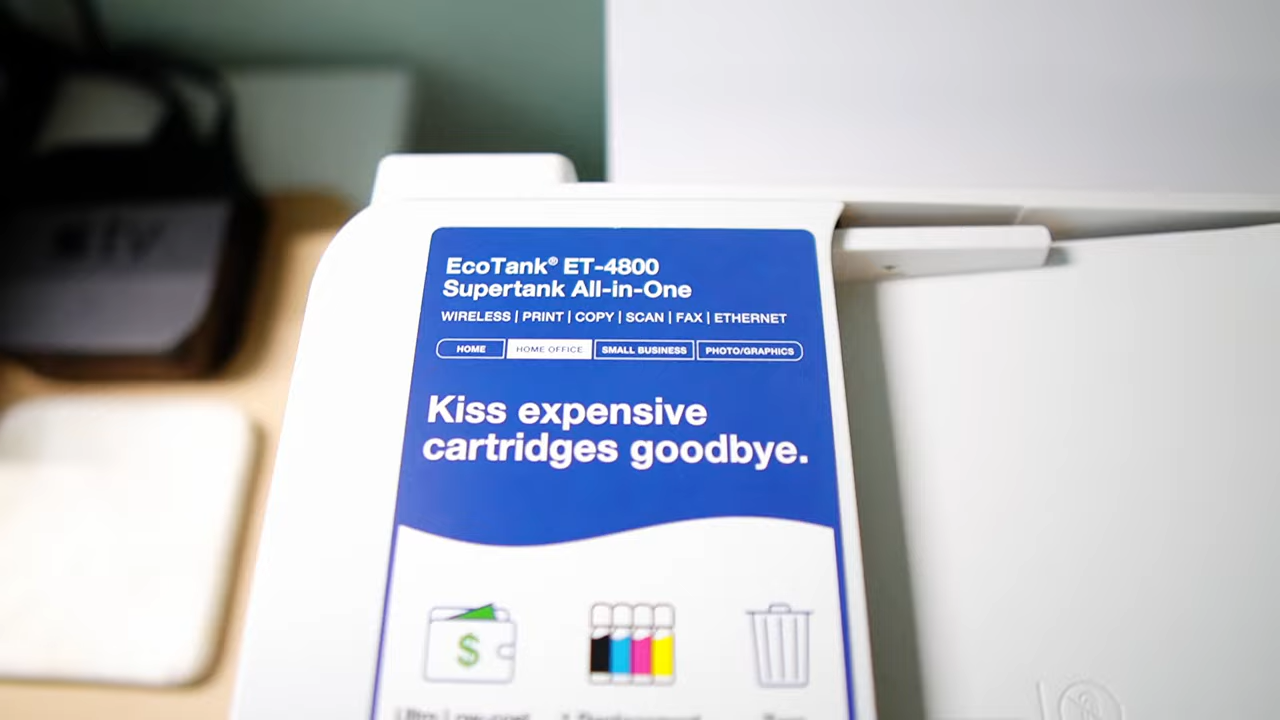 EcoTank® ET-4800
Supertank All-in-One
WIRELESS | PRINT | COPY | SCAN | FAX | ETHERNET
HOME HOME OFFICE SMALL BUSINESS PHOTO/GRAPHICS
Kiss expensive
cartridges goodbye.
$
tv